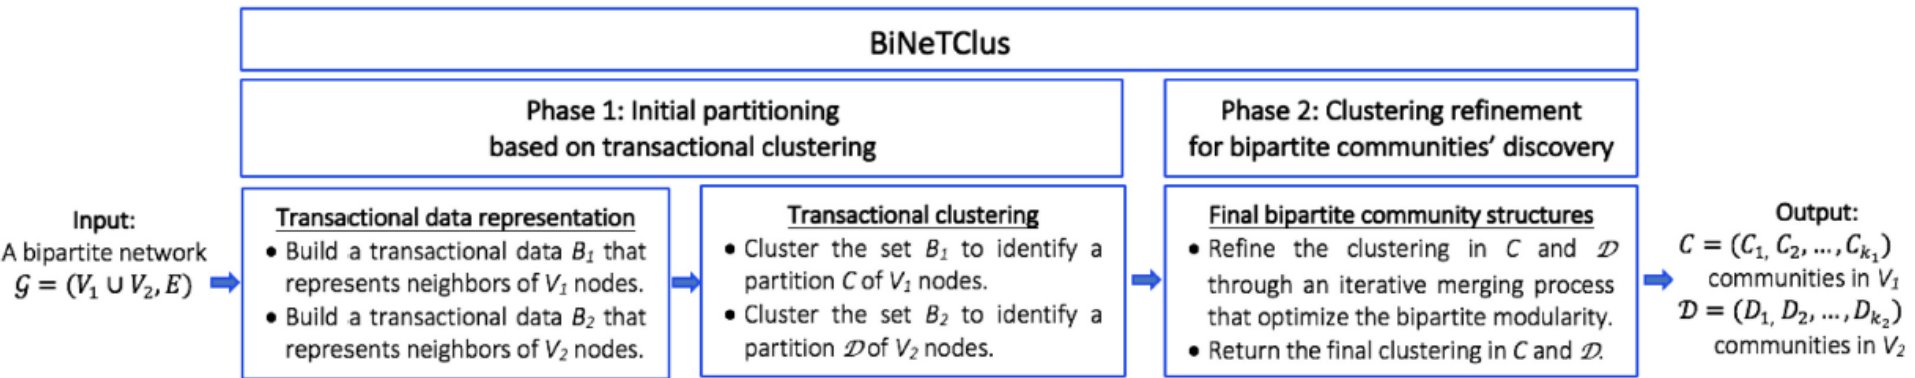 BiNeTClus
Phase 1: Initial partitioning
based on transactional clustering
Phase 2: Clustering refinement
for bipartite communities’ discovery
Input:
A bipartite network
𝒢 = (V₁ ∪ V₂, E)
Transactional data representation
• Build a transactional data B₁ that
represents neighbors of V₁ nodes.
• Build a transactional data B₂ that
represents neighbors of V₂ nodes.
Transactional clustering
• Cluster the set B₁ to identify a
partition C of V₁ nodes.
• Cluster the set B₂ to identify a
partition 𝒟 of V₂ nodes.
Final bipartite community structures
• Refine the clustering in C and 𝒟
through an iterative merging process
that optimize the bipartite modularity.
• Return the final clustering in C and 𝒟.
Output:
C = (C₁, C₂, …, Cₖ₁)
communities in V₁
𝒟 = (D₁, D₂, …, Dₖ₂)
communities in V₂